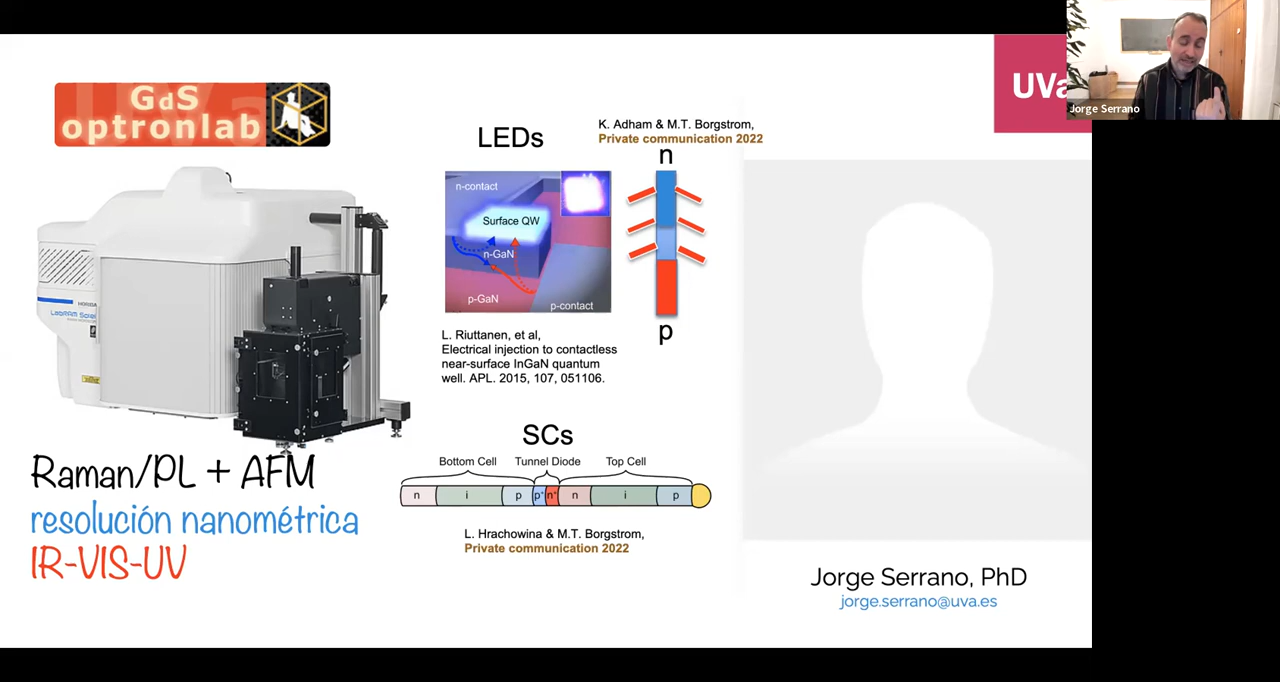 GdS
optronlab
HORIBA
LabRAM Sole
Raman/PL + AFM
resolución nanométrica
IR-VIS-UV
LEDs
K. Adham & M.T. Borgstrom,
Private communication 2022
n
p
n-contact
Surface QW
n-GaN
p-GaN
p-contact
L. Riuttanen, et al,
Electrical injection to contactless
near-surface InGaN quantum
well. APL. 2015, 107, 051106.
SCs
Bottom Cell Tunnel Diode Top Cell
n i p p+ n+ n i p
L. Hrachowina & M.T. Borgstrom,
Private communication 2022
UVa
Jorge Serrano
Jorge Serrano, PhD
jorge.serrano@uva.es